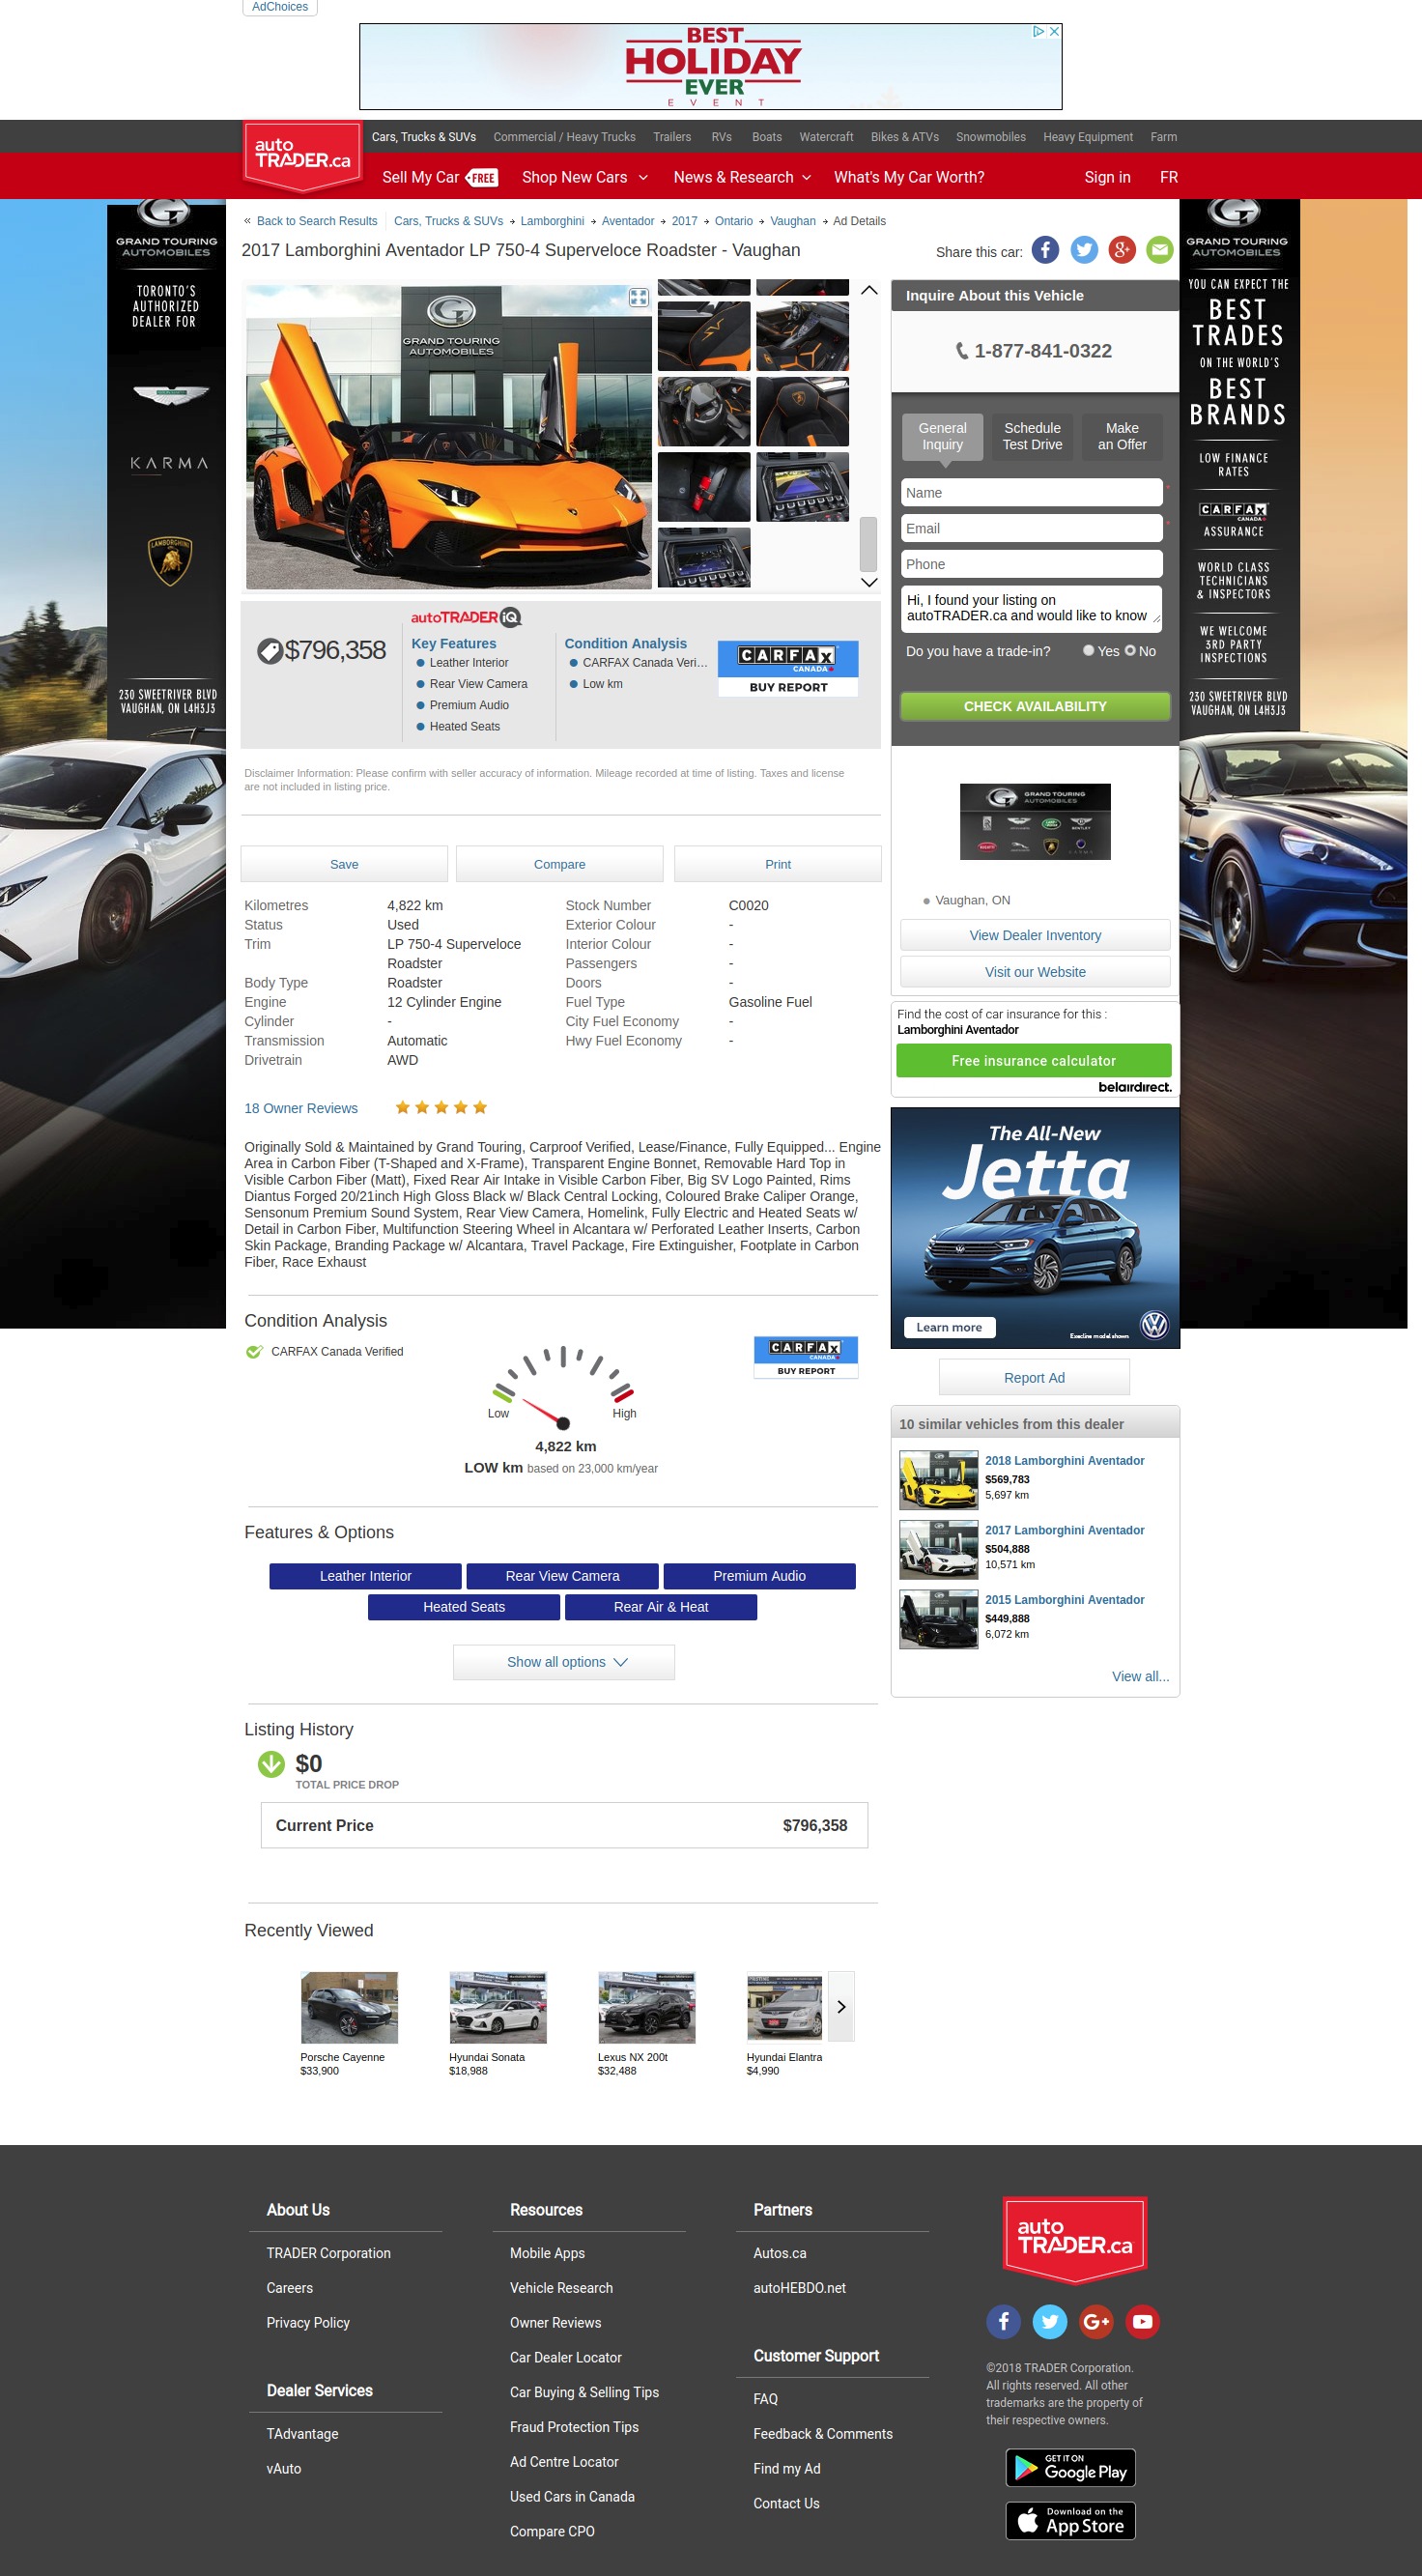 AdChoices
BEST
HOLIDAY
EVER
EVENT
auto
TRADER.ca
Cars, Trucks & SUVs Commercial / Heavy Trucks Trailers RVs Boats Watercraft Bikes & ATVs Snowmobiles Heavy Equipment Farm
Sell My Car FREE Shop New Cars News & Research What's My Car Worth? Sign in FR
« Back to Search Results Cars, Trucks & SUVs → Lamborghini → Aventador → 2017 → Ontario → Vaughan → Ad Details
2017 Lamborghini Aventador LP 750-4 Superveloce Roadster - Vaughan
Share this car:
GRAND TOURING
AUTOMOBILES
TORONTO'S
AUTHORIZED
DEALER FOR
KARMA
LAMBORGHINI
230 SWEETRIVER BLVD
VAUGHAN, ON L4H3J3
GRAND TOURING
AUTOMOBILES
$796,358
autoTRADER iQ
Key Features
Leather Interior
Rear View Camera
Premium Audio
Heated Seats
Condition Analysis
CARFAX Canada Veri...
Low km
CARFAX
CANADA
BUY REPORT
Disclaimer Information: Please confirm with seller accuracy of information. Mileage recorded at time of listing. Taxes and license
are not included in listing price.
Save Compare Print
Kilometres 4,822 km Stock Number C0020
Status Used Exterior Colour -
Trim LP 750-4 Superveloce Interior Colour -
Roadster Passengers -
Body Type Roadster Doors -
Engine 12 Cylinder Engine Fuel Type Gasoline Fuel
Cylinder - City Fuel Economy -
Transmission Automatic Hwy Fuel Economy -
Drivetrain AWD
18 Owner Reviews
Originally Sold & Maintained by Grand Touring, Carproof Verified, Lease/Finance, Fully Equipped... Engine
Area in Carbon Fiber (T-Shaped and X-Frame), Transparent Engine Bonnet, Removable Hard Top in
Visible Carbon Fiber (Matt), Fixed Rear Air Intake in Visible Carbon Fiber, Big SV Logo Painted, Rims
Diantus Forged 20/21inch High Gloss Black w/ Black Central Locking, Coloured Brake Caliper Orange,
Sensonum Premium Sound System, Rear View Camera, Homelink, Fully Electric and Heated Seats w/
Detail in Carbon Fiber, Multifunction Steering Wheel in Alcantara w/ Perforated Leather Inserts, Carbon
Skin Package, Branding Package w/ Alcantara, Travel Package, Fire Extinguisher, Footplate in Carbon
Fiber, Race Exhaust
Condition Analysis
CARFAX Canada Verified
Low High
4,822 km
LOW km based on 23,000 km/year
CARFAX
CANADA
BUY REPORT
Features & Options
Leather Interior Rear View Camera Premium Audio
Heated Seats Rear Air & Heat
Show all options
Listing History
$0
TOTAL PRICE DROP
Current Price $796,358
Recently Viewed
Porsche Cayenne Hyundai Sonata Lexus NX 200t Hyundai Elantra
$33,900 $18,988 $32,488 $4,990
Inquire About this Vehicle
1-877-841-0322
General
Inquiry
Schedule
Test Drive
Make
an Offer
Name *
Email *
Phone
Hi, I found your listing on
autoTRADER.ca and would like to know
Do you have a trade-in? Yes No
CHECK AVAILABILITY
GRAND TOURING
AUTOMOBILES
BENTLEY
KARMA
Vaughan, ON
View Dealer Inventory
Visit our Website
Find the cost of car insurance for this :
Lamborghini Aventador
Free insurance calculator
belairdirect.
The All-New
Jetta
Learn more
Execline model shown
Report Ad
10 similar vehicles from this dealer
2018 Lamborghini Aventador
$569,783
5,697 km
2017 Lamborghini Aventador
$504,888
10,571 km
2015 Lamborghini Aventador
$449,888
6,072 km
View all...
GRAND TOURING
AUTOMOBILES
YOU CAN EXPECT THE
BEST
TRADES
ON THE WORLD'S
BEST
BRANDS
LOW FINANCE
RATES
CARFAX
CANADA
ASSURANCE
WORLD CLASS
TECHNICIANS
& INSPECTORS
WE WELCOME
3RD PARTY
INSPECTIONS
230 SWEETRIVER BLVD
VAUGHAN, ON L4H3J3
About Us
TRADER Corporation
Careers
Privacy Policy
Dealer Services
TAdvantage
vAuto
Resources
Mobile Apps
Vehicle Research
Owner Reviews
Car Dealer Locator
Car Buying & Selling Tips
Fraud Protection Tips
Ad Centre Locator
Used Cars in Canada
Compare CPO
Partners
Autos.ca
autoHEBDO.net
Customer Support
FAQ
Feedback & Comments
Find my Ad
Contact Us
auto
TRADER.ca
©2018 TRADER Corporation.
All rights reserved. All other
trademarks are the property of
their respective owners.
GET IT ON
Google Play
Download on the
App Store